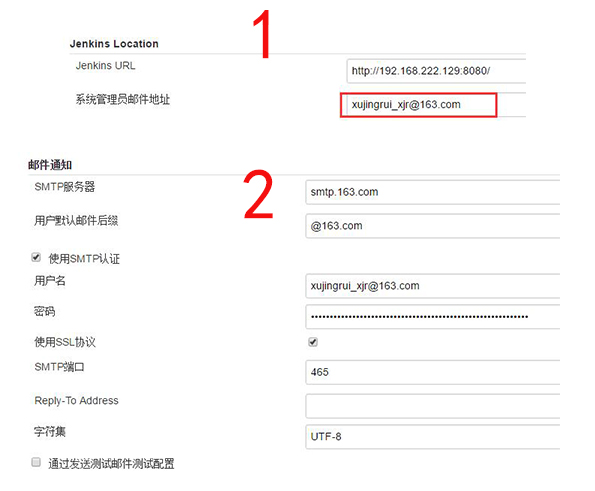 1
Jenkins Location
Jenkins URL
http://192.168.222.129:8080/
系统管理员邮件地址
xujingrui_xjr@163.com
邮件通知
2
SMTP服务器
smtp.163.com
用户默认邮件后缀
@163.com
使用SMTP认证
用户名
xujingrui_xjr@163.com
密码
使用SSL协议
SMTP端口
465
Reply-To Address
字符集
UTF-8
通过发送测试邮件测试配置